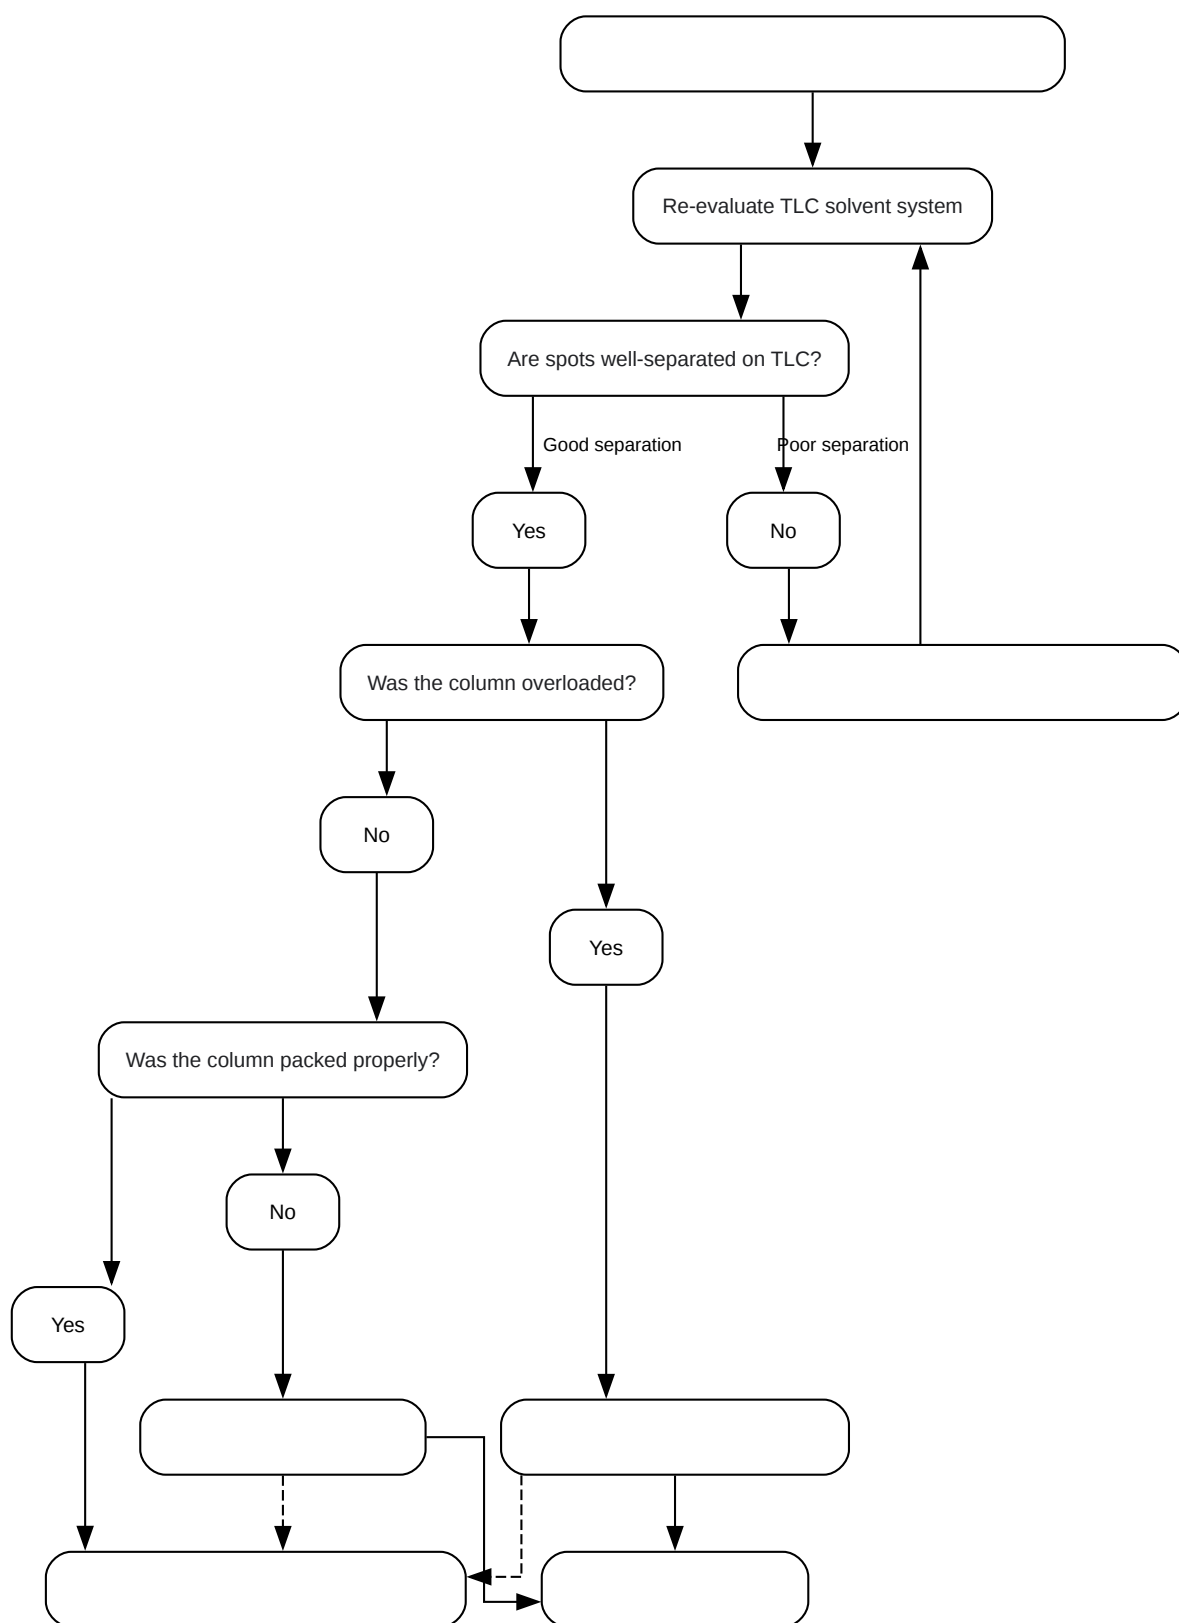 Re-evaluate TLC solvent system
Are spots well-separated on TLC?
Good separation
Poor separation
Yes
No
Was the column overloaded?
No
Yes
Was the column packed properly?
No
Yes